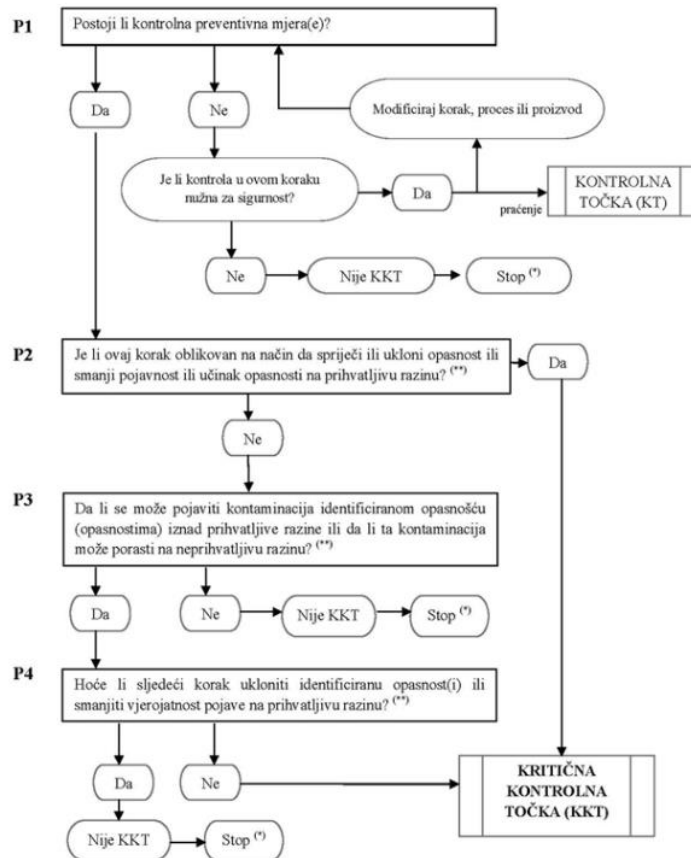 P1
Postoji li kontrolna preventivna mjera(e)?
Da
Ne
Modificiraj korak, proces ili proizvod
Je li kontrola u ovom koraku
nužna za sigurnost?
Da
praćenje
KONTROLNA
TOČKA (KT)
Ne
Nije KKT
Stop (*)
P2
Je li ovaj korak oblikovan na način da spriječi ili ukloni opasnost ili
smanji pojavnost ili učinak opasnosti na prihvatljivu razinu? (**)
Da
Ne
P3
Da li se može pojaviti kontaminacija identificiranom opasnošću
(opasnostima) iznad prihvatljive razine ili da li ta kontaminacija
može porasti na neprihvatljivu razinu? (**)
Da
Ne
Nije KKT
Stop (*)
P4
Hoće li sljedeći korak ukloniti identificiranu opasnost(i) ili
smanjiti vjerojatnost pojave na prihvatljivu razinu? (**)
Da
Ne
KRITIČNA
KONTROLNA
TOČKA (KKT)
Nije KKT
Stop (*)